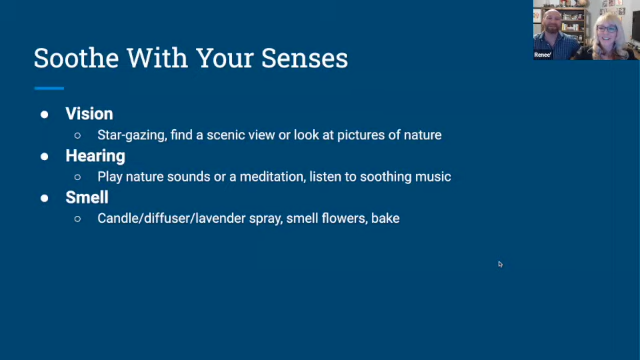 Soothe With Your Senses
● Vision
○ Star-gazing, find a scenic view or look at pictures of nature
● Hearing
○ Play nature sounds or a meditation, listen to soothing music
● Smell
○ Candle/diffuser/lavender spray, smell flowers, bake
Renee'